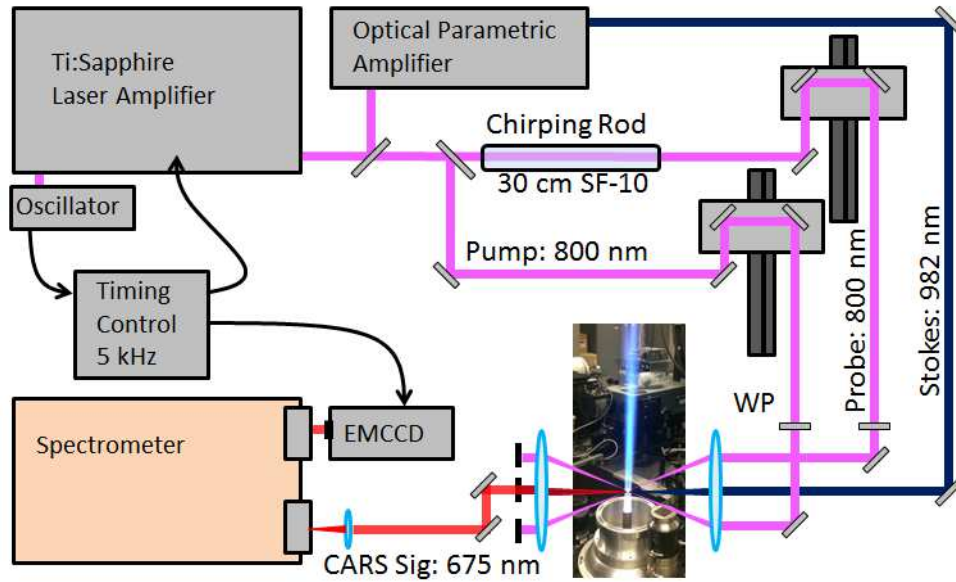 Ti:Sapphire
Laser Amplifier
Optical Parametric
Amplifier
Chirping Rod
30 cm SF-10
Oscillator
Pump: 800 nm
Timing
Control
5 kHz
Probe: 800 nm
Stokes: 982 nm
WP
Spectrometer
EMCCD
CARS Sig: 675 nm